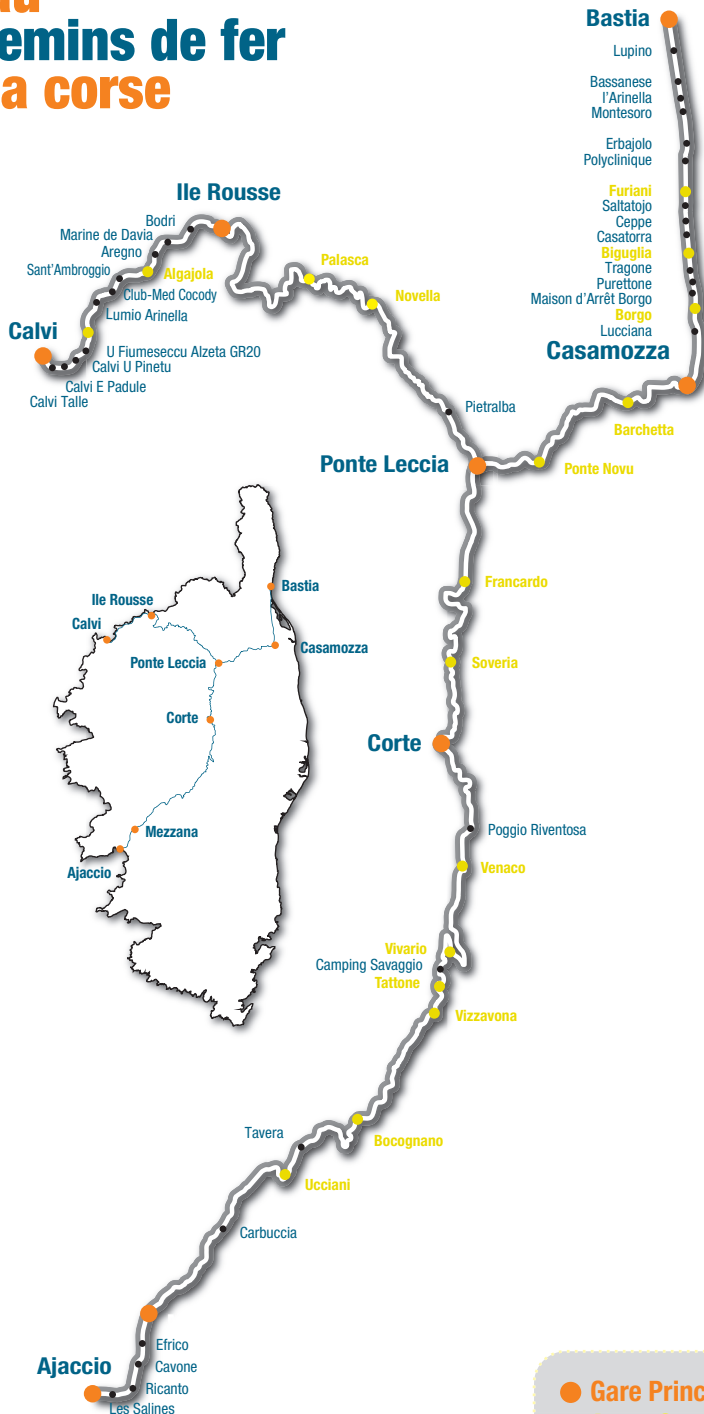 emins de fer
a corse
Bastia
Lupino
Bassanese
l'Arinella
Montesoro
Erbajolo
Polyclinique
Furiani
Saltatojo
Ceppe
Casatorra
Biguglia
Tragone
Purettone
Maison d'Arrêt Borgo
Borgo
Lucciana
Casamozza
Ile Rousse
Bodri
Marine de Davia
Aregno
Sant'Ambroggio
Algajola
Club-Med Cocody
Lumio Arinella
Calvi
U Fiumeseccu Alzeta GR20
Calvi U Pinetu
Calvi E Padule
Calvi Talle
Palasca
Novella
Pietralba
Barchetta
Ponte Leccia
Ponte Novu
Francardo
Soveria
Corte
Poggio Riventosa
Venaco
Vivario
Camping Savaggio
Tattone
Vizzavona
Bocognano
Tavera
Ucciani
Carbuccia
Efrico
Cavone
Ajaccio
Ricanto
Les Salines
Bastia
Ile Rousse
Calvi
Casamozza
Ponte Leccia
Corte
Mezzana
Ajaccio
Gare Princ